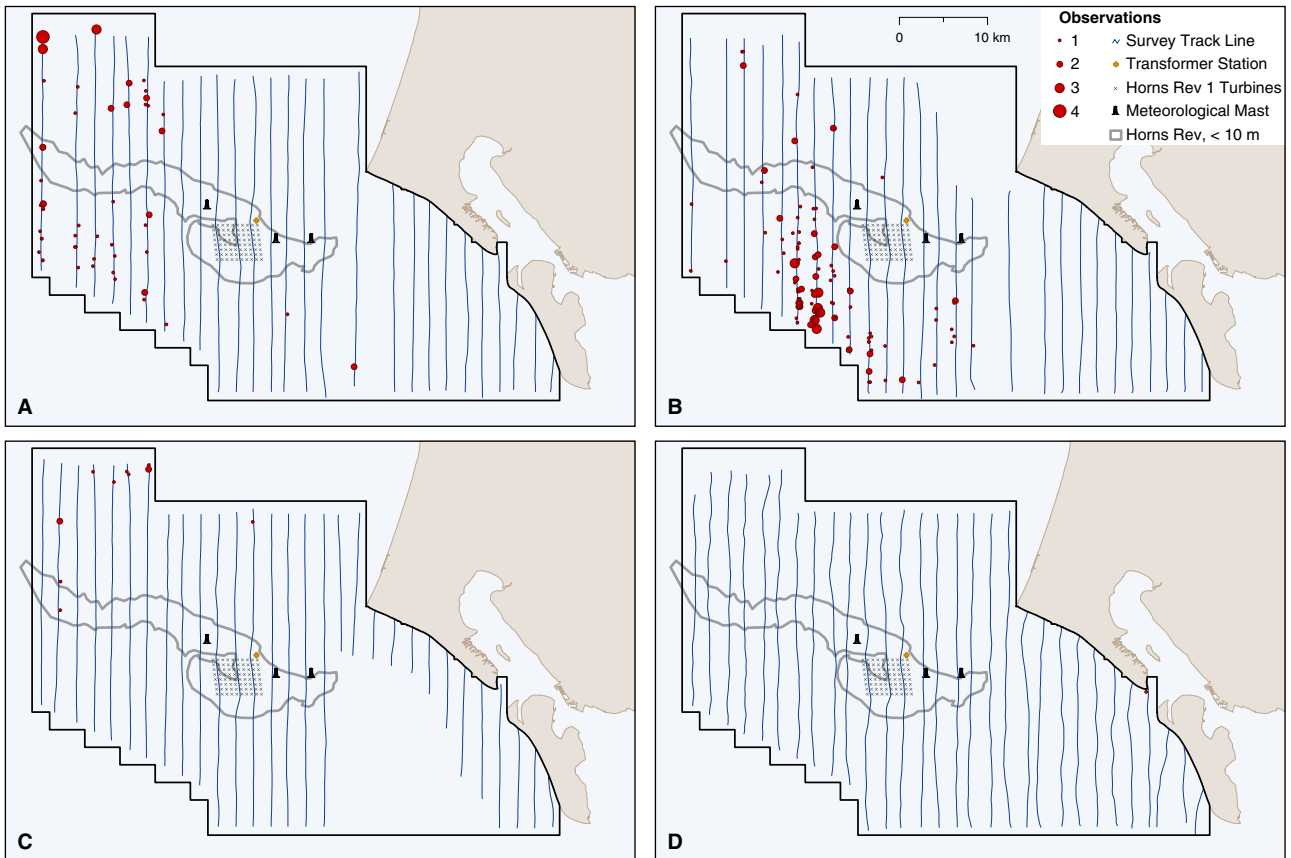 A
B
0 10 km
Observations
1 Survey Track Line
2 Transformer Station
3 Horns Rev 1 Turbines
4 Meteorological Mast
Horns Rev, < 10 m
C
D